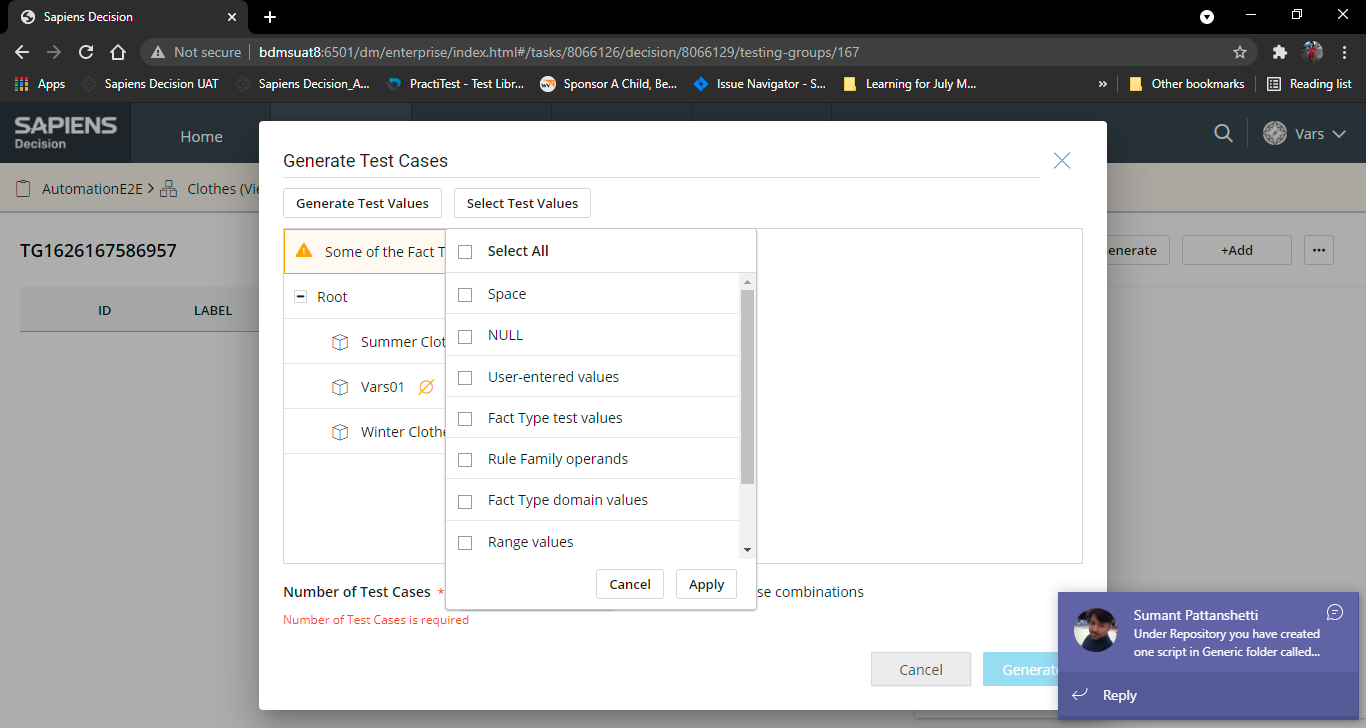 Sapiens Decision
Not secure
bdmsuat8:6501/dm/enterprise/index.html#/tasks/8066126/decision/8066129/testing-groups/167
Apps
Sapiens Decision UAT
Sapiens Decision_A...
PractiTest - Test Libr...
Sponsor A Child, Be...
Issue Navigator - S...
Learning for July M...
»
Other bookmarks
Reading list
SAPIENS
Decision
Home
Vars
AutomationE2E
Clothes (Vie
TG1626167586957
enerate
+Add
ID
LABEL
Generate Test Cases
Generate Test Values
Select Test Values
Some of the Fact T
Root
Summer Clot
Vars01
Winter Clothe
Select All
Space
NULL
User-entered values
Fact Type test values
Rule Family operands
Fact Type domain values
Range values
Cancel
Apply
Number of Test Cases *
se combinations
Number of Test Cases is required
Cancel
Generat
Sumant Pattanshetti
Under Repository you have created
one script in Generic folder called...
Reply